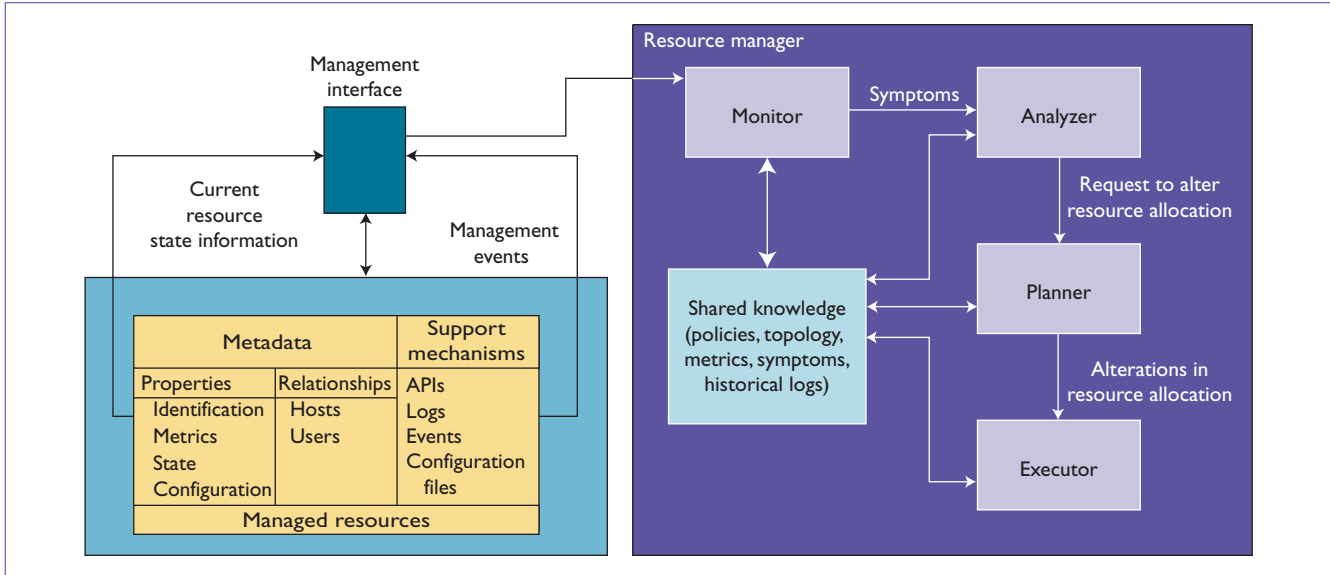 Management
interface
Current
resource
state information
Management
events
Metadata
Support
mechanisms
Properties
Relationships
Identification
Metrics
State
Configuration
Hosts
Users
APIs
Logs
Events
Configuration
files
Managed resources
Resource manager
Monitor
Symptoms
Analyzer
Request to alter
resource allocation
Shared knowledge
(policies, topology,
metrics, symptoms,
historical logs)
Planner
Alterations in
resource allocation
Executor